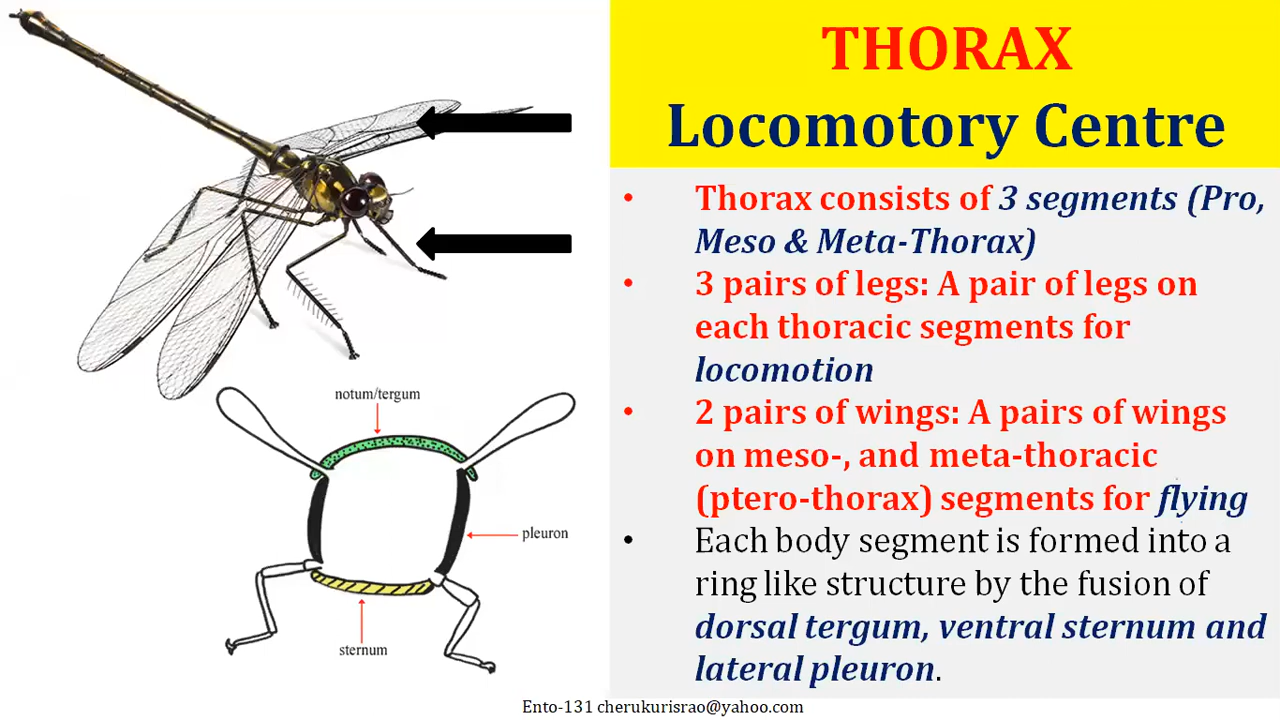 THORAX
Locomotory Centre
• Thorax consists of 3 segments (Pro,
Meso & Meta-Thorax)
• 3 pairs of legs: A pair of legs on
each thoracic segments for
locomotion
• 2 pairs of wings: A pairs of wings
on meso-, and meta-thoracic
(ptero-thorax) segments for flying
• Each body segment is formed into a
ring like structure by the fusion of
dorsal tergum, ventral sternum and
lateral pleuron.
notum/tergum
pleuron
sternum
Ento-131 cherukurisrao@yahoo.com